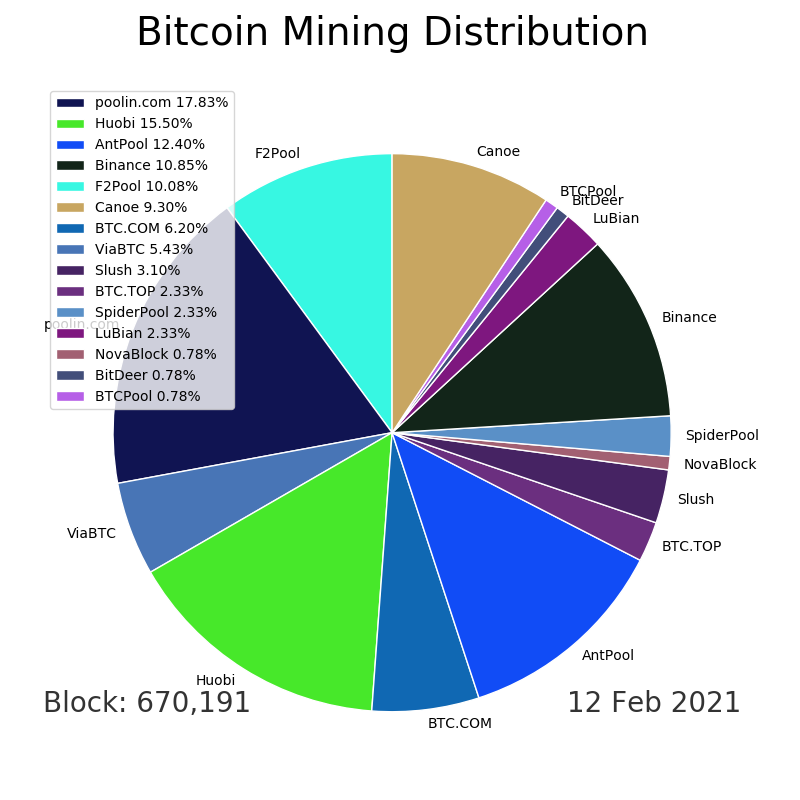 Bitcoin Mining Distribution
poolin.com 17.83%
Huobi 15.50%
AntPool 12.40%
Binance 10.85%
F2Pool 10.08%
Canoe 9.30%
BTC.COM 6.20%
ViaBTC 5.43%
Slush 3.10%
BTC.TOP 2.33%
SpiderPool 2.33%
LuBian 2.33%
NovaBlock 0.78%
BitDeer 0.78%
BTCPool 0.78%
F2Pool
Canoe
BTCPool
BitDeer
LuBian
Binance
poolin.com
SpiderPool
NovaBlock
Slush
ViaBTC
BTC.TOP
AntPool
Huobi
BTC.COM
Block: 670,191
12 Feb 2021